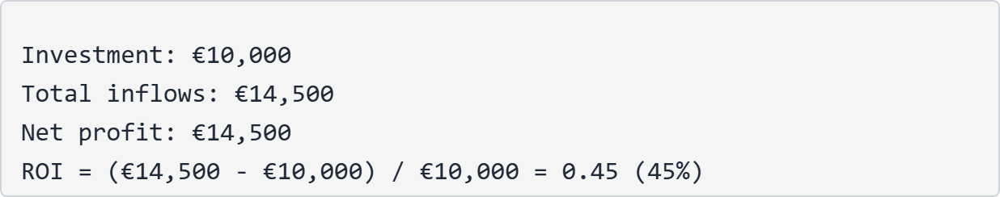 Investment: €10,000
Total inflows: €14,500
Net profit: €14,500
ROI = (€14,500 - €10,000) / €10,000 = 0.45 (45%)